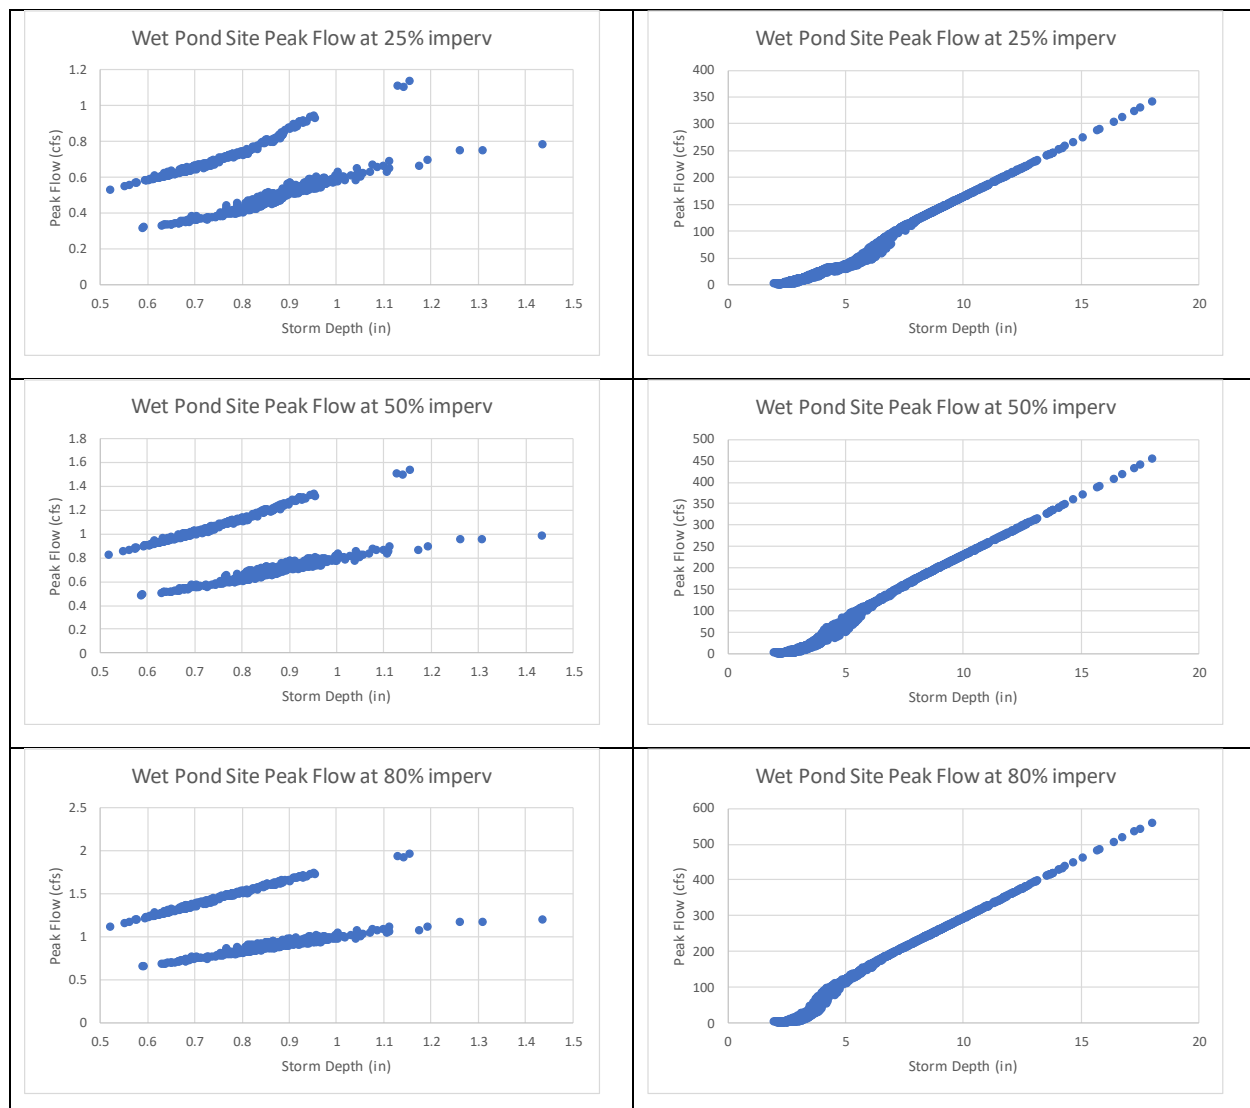 Wet Pond Site Peak Flow at 25% imperv
Peak Flow (cfs)
1.2
1
0.8
0.6
0.4
0.2
0
0.5 0.6 0.7 0.8 0.9 1 1.1 1.2 1.3 1.4 1.5
Storm Depth (in)
Wet Pond Site Peak Flow at 25% imperv
Peak Flow (cfs)
400
350
300
250
200
150
100
50
0
0 5 10 15 20
Storm Depth (in)
Wet Pond Site Peak Flow at 50% imperv
Peak Flow (cfs)
1.8
1.6
1.4
1.2
1
0.8
0.6
0.4
0.2
0
0.5 0.6 0.7 0.8 0.9 1 1.1 1.2 1.3 1.4 1.5
Storm Depth (in)
Wet Pond Site Peak Flow at 50% imperv
Peak Flow (cfs)
500
450
400
350
300
250
200
150
100
50
0
0 5 10 15 20
Storm Depth (in)
Wet Pond Site Peak Flow at 80% imperv
Peak Flow (cfs)
2.5
2
1.5
1
0.5
0
0.5 0.6 0.7 0.8 0.9 1 1.1 1.2 1.3 1.4 1.5
Storm Depth (in)
Wet Pond Site Peak Flow at 80% imperv
Peak Flow (cfs)
600
500
400
300
200
100
0
0 5 10 15 20
Storm Depth (in)